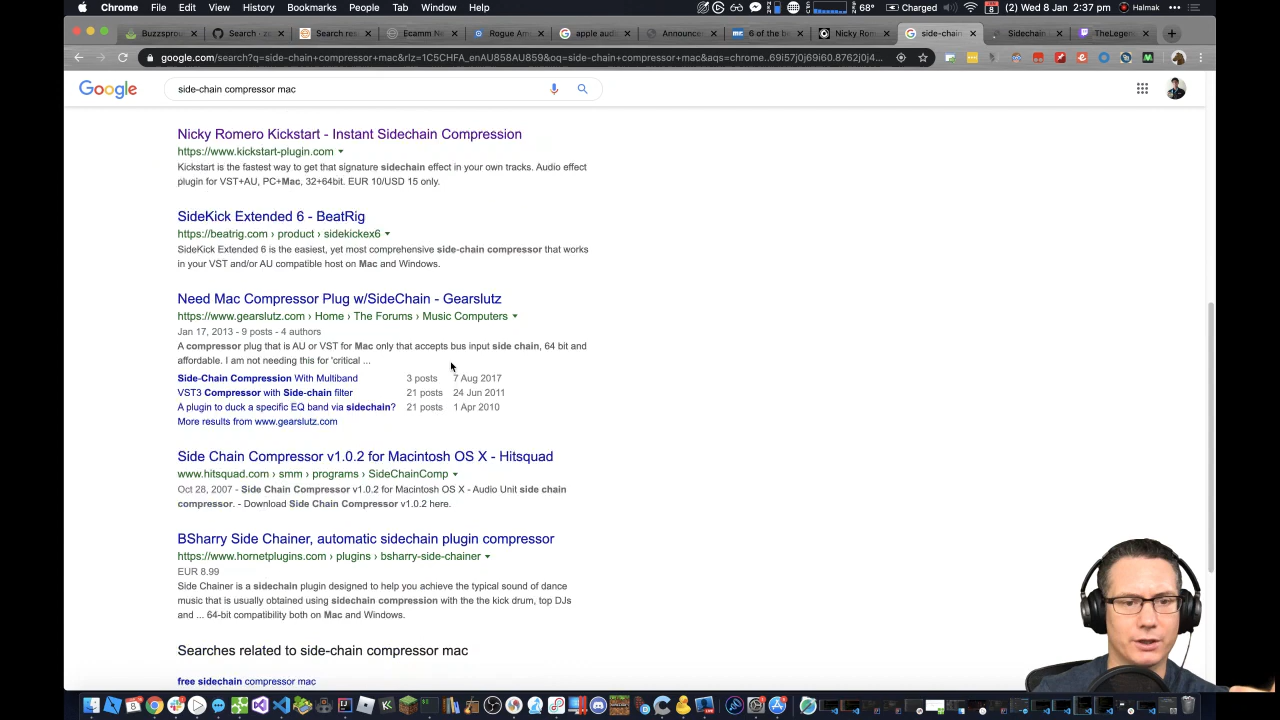 Chrome File Edit View History Bookmarks People Tab Window Help 68° Charged (2) Wed 8 Jan 2:37 pm Halmak
Buzzsprou Search · z Search res Ecamm Ne Rogue Am apple audi Announce 6 of the be Nicky Rom side-chain Sidechain TheLegend
google.com/search?q=side-chain+compressor+mac&rlz=1C5CHFA_enAU858AU859&oq=side-chain+compressor+mac&aqs=chrome..69i57j0j69i60.8762j0j4...
Google side-chain compressor mac
Nicky Romero Kickstart - Instant Sidechain Compression
https://www.kickstart-plugin.com
Kickstart is the fastest way to get that signature sidechain effect in your own tracks. Audio effect
plugin for VST+AU, PC+Mac, 32+64bit. EUR 10/USD 15 only.
SideKick Extended 6 - BeatRig
https://beatrig.com › product › sidekickex6
SideKick Extended 6 is the easiest, yet most comprehensive side-chain compressor that works
in your VST and/or AU compatible host on Mac and Windows.
Need Mac Compressor Plug w/SideChain - Gearslutz
https://www.gearslutz.com › Home › The Forums › Music Computers
Jan 17, 2013 - 9 posts - 4 authors
A compressor plug that is AU or VST for Mac only that accepts bus input side chain, 64 bit and
affordable. I am not needing this for 'critical ...
Side-Chain Compression With Multiband 3 posts 7 Aug 2017
VST3 Compressor with Side-chain filter 21 posts 24 Jun 2011
A plugin to duck a specific EQ band via sidechain? 21 posts 1 Apr 2010
More results from www.gearslutz.com
Side Chain Compressor v1.0.2 for Macintosh OS X - Hitsquad
www.hitsquad.com › smm › programs › SideChainComp
Oct 28, 2007 - Side Chain Compressor v1.0.2 for Macintosh OS X - Audio Unit side chain
compressor. - Download Side Chain Compressor v1.0.2 here.
BSharry Side Chainer, automatic sidechain plugin compressor
https://www.hornetplugins.com › plugins › bsharry-side-chainer
EUR 8.99
Side Chainer is a sidechain plugin designed to help you achieve the typical sound of dance
music that is usually obtained using sidechain compression with the the kick drum, top DJs
and ... 64-bit compatibility both on Mac and Windows.
Searches related to side-chain compressor mac
free sidechain compressor mac